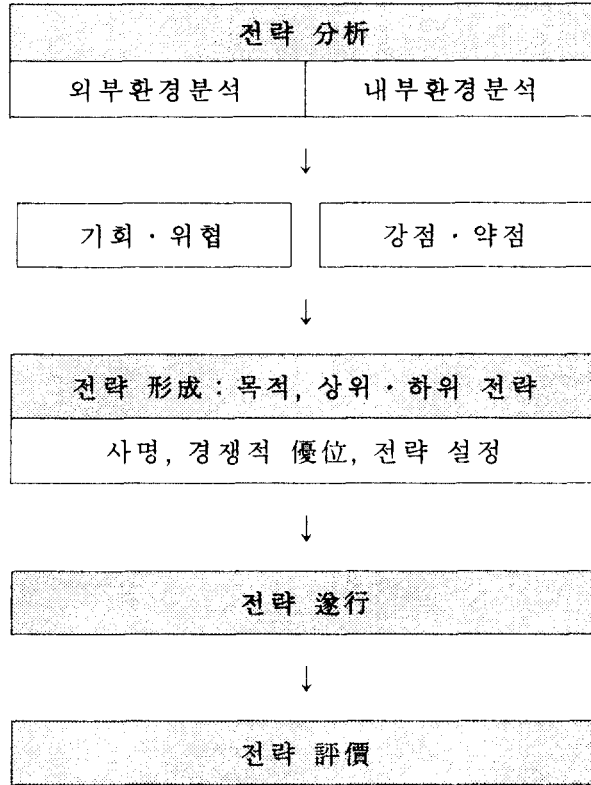 전략 分析
외부환경분석 내부환경분석
↓
기회 · 위협 강점 · 약점
↓
전략 形成 : 목적, 상위 · 하위 전략
사명, 경쟁적 優位, 전략 설정
↓
전략 遂行
↓
전략 評價